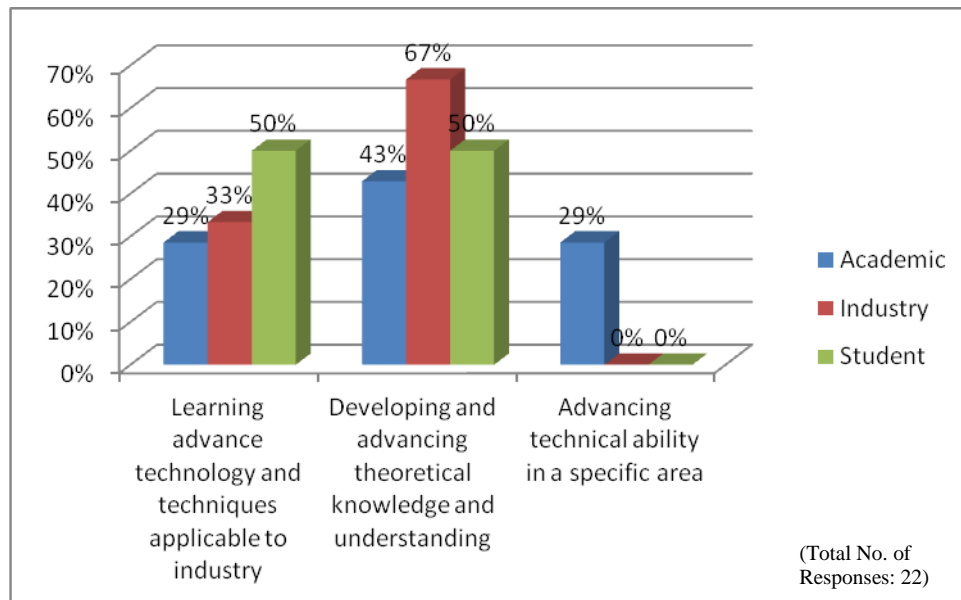 67%
70%
60%
50%
50%
50%
43%
40%
33%
29%
29%
30%
20%
10%
0%
0%
0%
Academic
Industry
Student
Learning
advance
technology and
techniques
applicable to
industry
Developing and
advancing
theoretical
knowledge and
understanding
Advancing
technical ability
in a specific area
(Total No. of
Responses: 22)